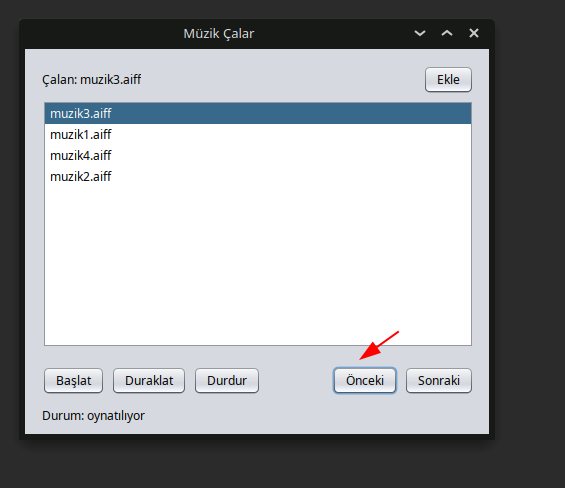 Müzik Çalar
Çalan: muzik3.aiff Ekle
muzik3.aiff
muzik1.aiff
muzik4.aiff
muzik2.aiff
Başlat Duraklat Durdur Önceki Sonraki
Durum: oynatılıyor